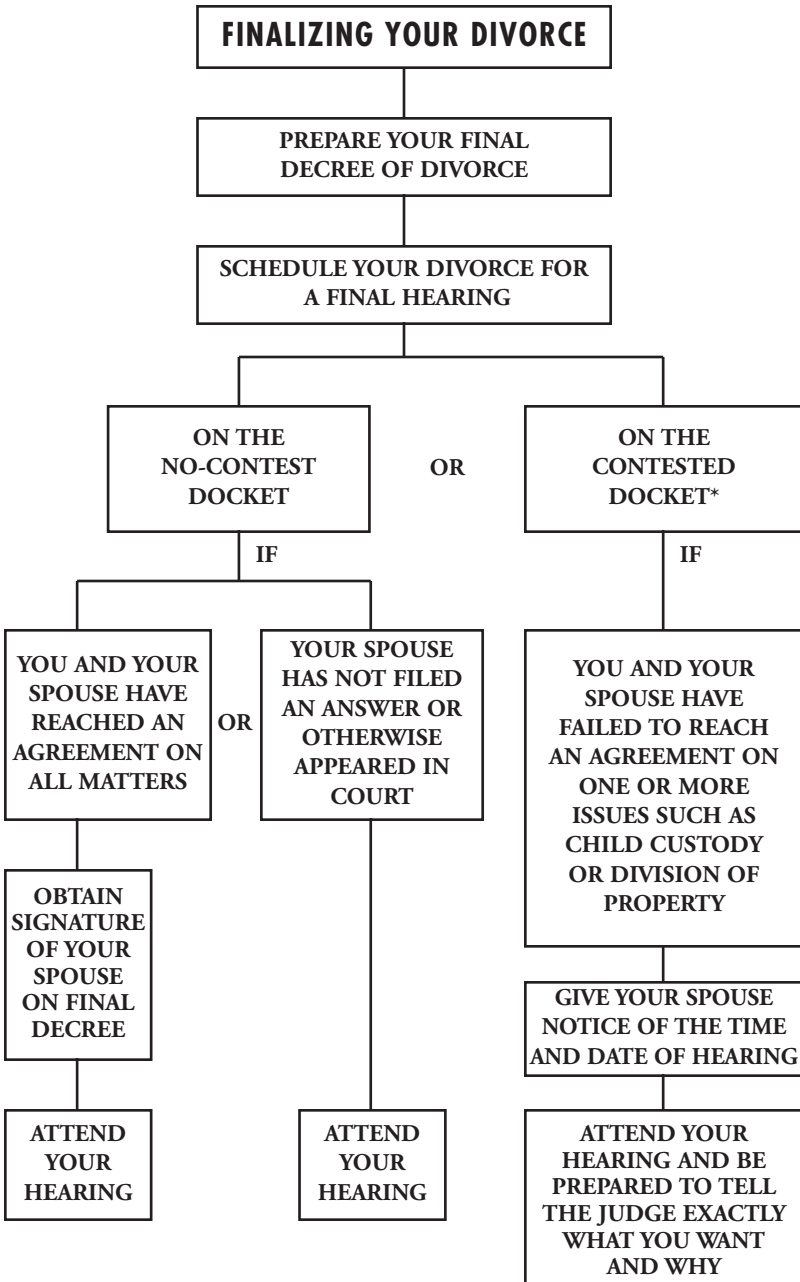 FINALIZING YOUR DIVORCE
PREPARE YOUR FINAL
DECREE OF DIVORCE
SCHEDULE YOUR DIVORCE FOR
A FINAL HEARING
ON THE
NO-CONTEST
DOCKET
OR
ON THE
CONTESTED
DOCKET*
IF
IF
YOU AND YOUR
SPOUSE HAVE
REACHED AN
AGREEMENT ON
ALL MATTERS
OR
YOUR SPOUSE
HAS NOT FILED
AN ANSWER OR
OTHERWISE
APPEARED IN
COURT
YOU AND YOUR
SPOUSE HAVE
FAILED TO REACH
AN AGREEMENT ON
ONE OR MORE
ISSUES SUCH AS
CHILD CUSTODY
OR DIVISION OF
PROPERTY
OBTAIN
SIGNATURE
OF YOUR
SPOUSE
ON FINAL
DECREE
GIVE YOUR SPOUSE
NOTICE OF THE TIME
AND DATE OF HEARING
ATTEND
YOUR
HEARING
ATTEND
YOUR
HEARING
ATTEND YOUR
HEARING AND BE
PREPARED TO TELL
THE JUDGE EXACTLY
WHAT YOU WANT
AND WHY